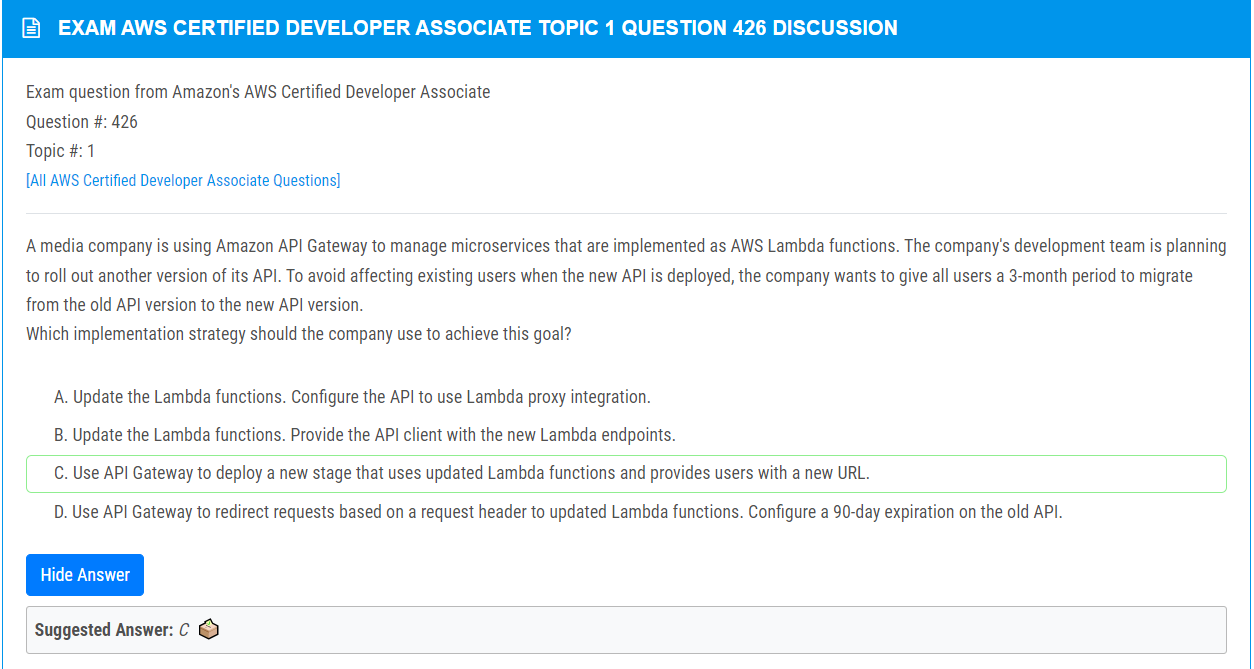 EXAM AWS CERTIFIED DEVELOPER ASSOCIATE TOPIC 1 QUESTION 426 DISCUSSION
Exam question from Amazon's AWS Certified Developer Associate
Question #: 426
Topic #: 1
[All AWS Certified Developer Associate Questions]
A media company is using Amazon API Gateway to manage microservices that are implemented as AWS Lambda functions. The company's development team is planning
to roll out another version of its API. To avoid affecting existing users when the new API is deployed, the company wants to give all users a 3-month period to migrate
from the old API version to the new API version.
Which implementation strategy should the company use to achieve this goal?
A. Update the Lambda functions. Configure the API to use Lambda proxy integration.
B. Update the Lambda functions. Provide the API client with the new Lambda endpoints.
C. Use API Gateway to deploy a new stage that uses updated Lambda functions and provides users with a new URL.
D. Use API Gateway to redirect requests based on a request header to updated Lambda functions. Configure a 90-day expiration on the old API.
Hide Answer
Suggested Answer: C